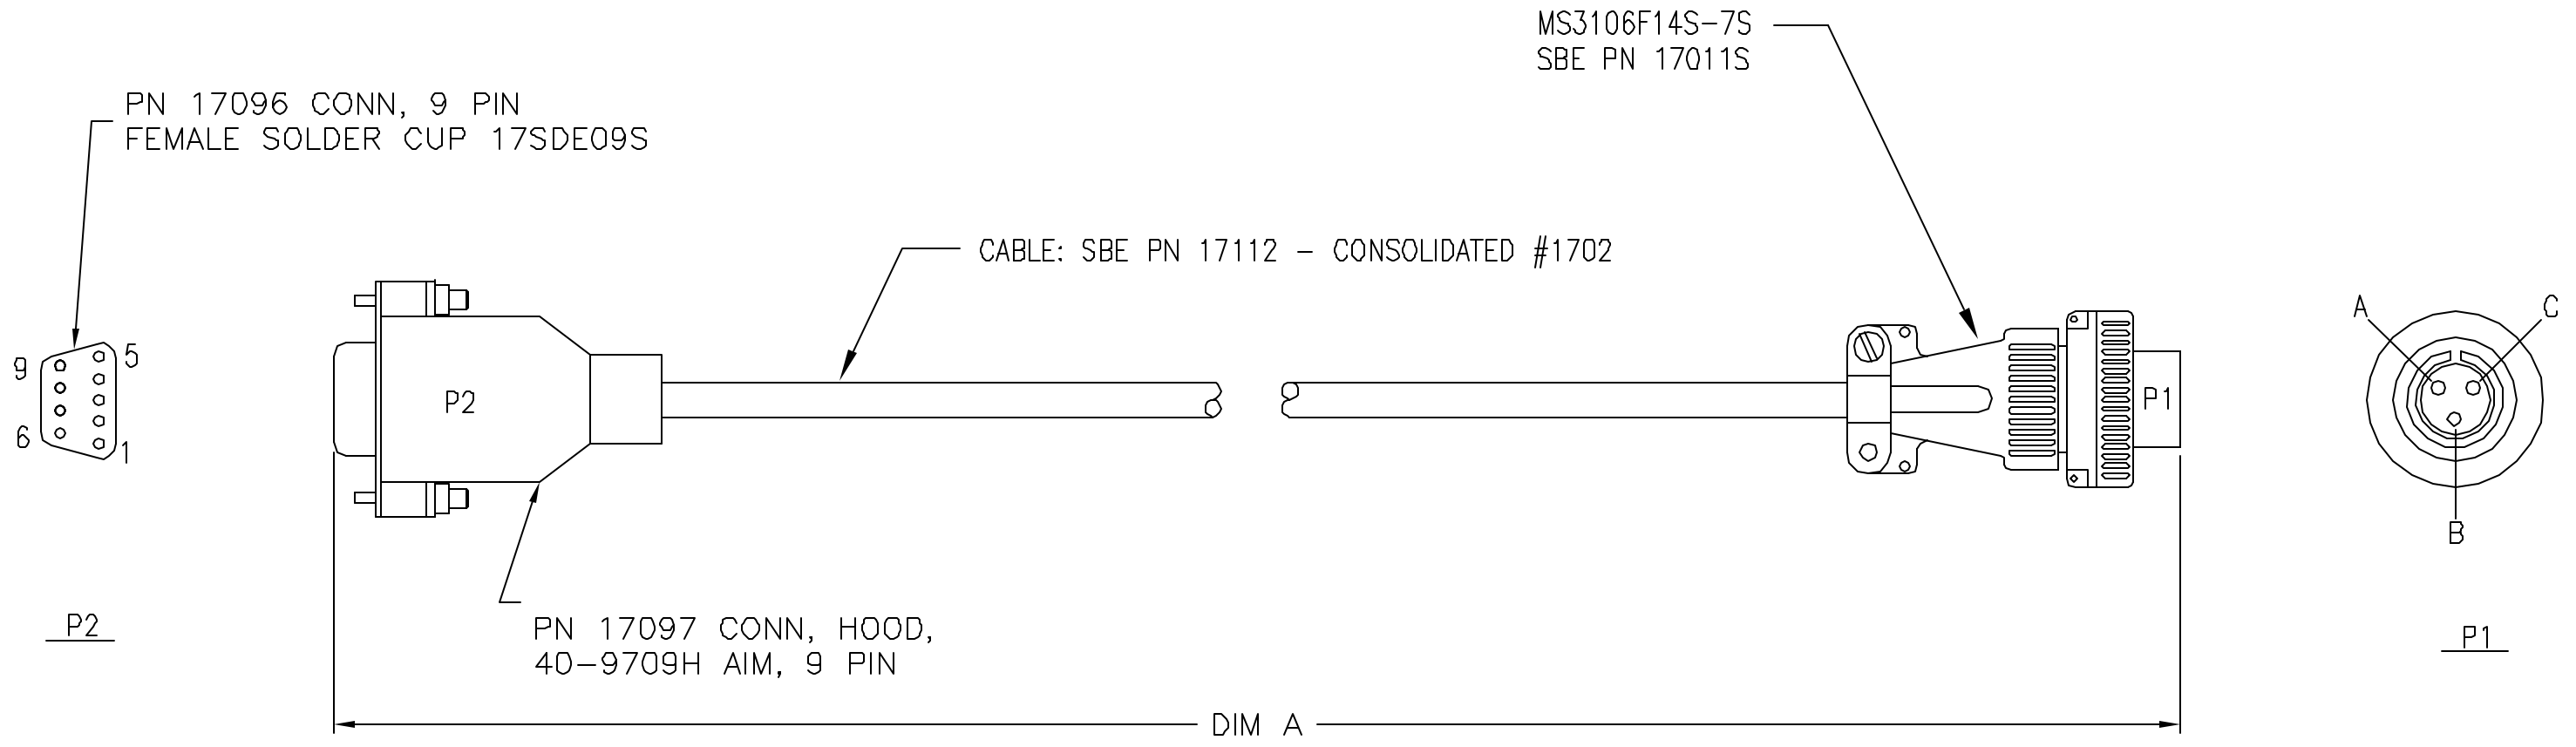 MS3106F14S-7S
SBE PN 17011S
PN 17096 CONN, 9 PIN
FEMALE SOLDER CUP 17SDE09S
CABLE: SBE PN 17112 - CONSOLIDATED #1702
A
C
9
5
P2
P1
6
1
B
P2
PN 17097 CONN, HOOD,
40-9709H AIM, 9 PIN
P1
DIM A